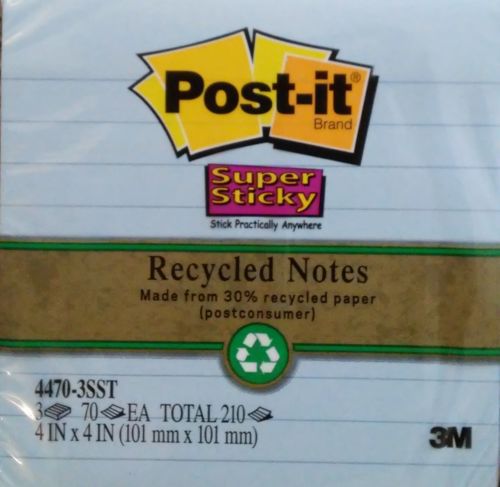 Post-it®
Brand
Super
Sticky
Stick Practically Anywhere
Recycled Notes
Made from 30% recycled paper
(postconsumer)
4470-3SST
3 70 EA TOTAL 210
4 IN x 4 IN (101 mm x 101 mm)
3M